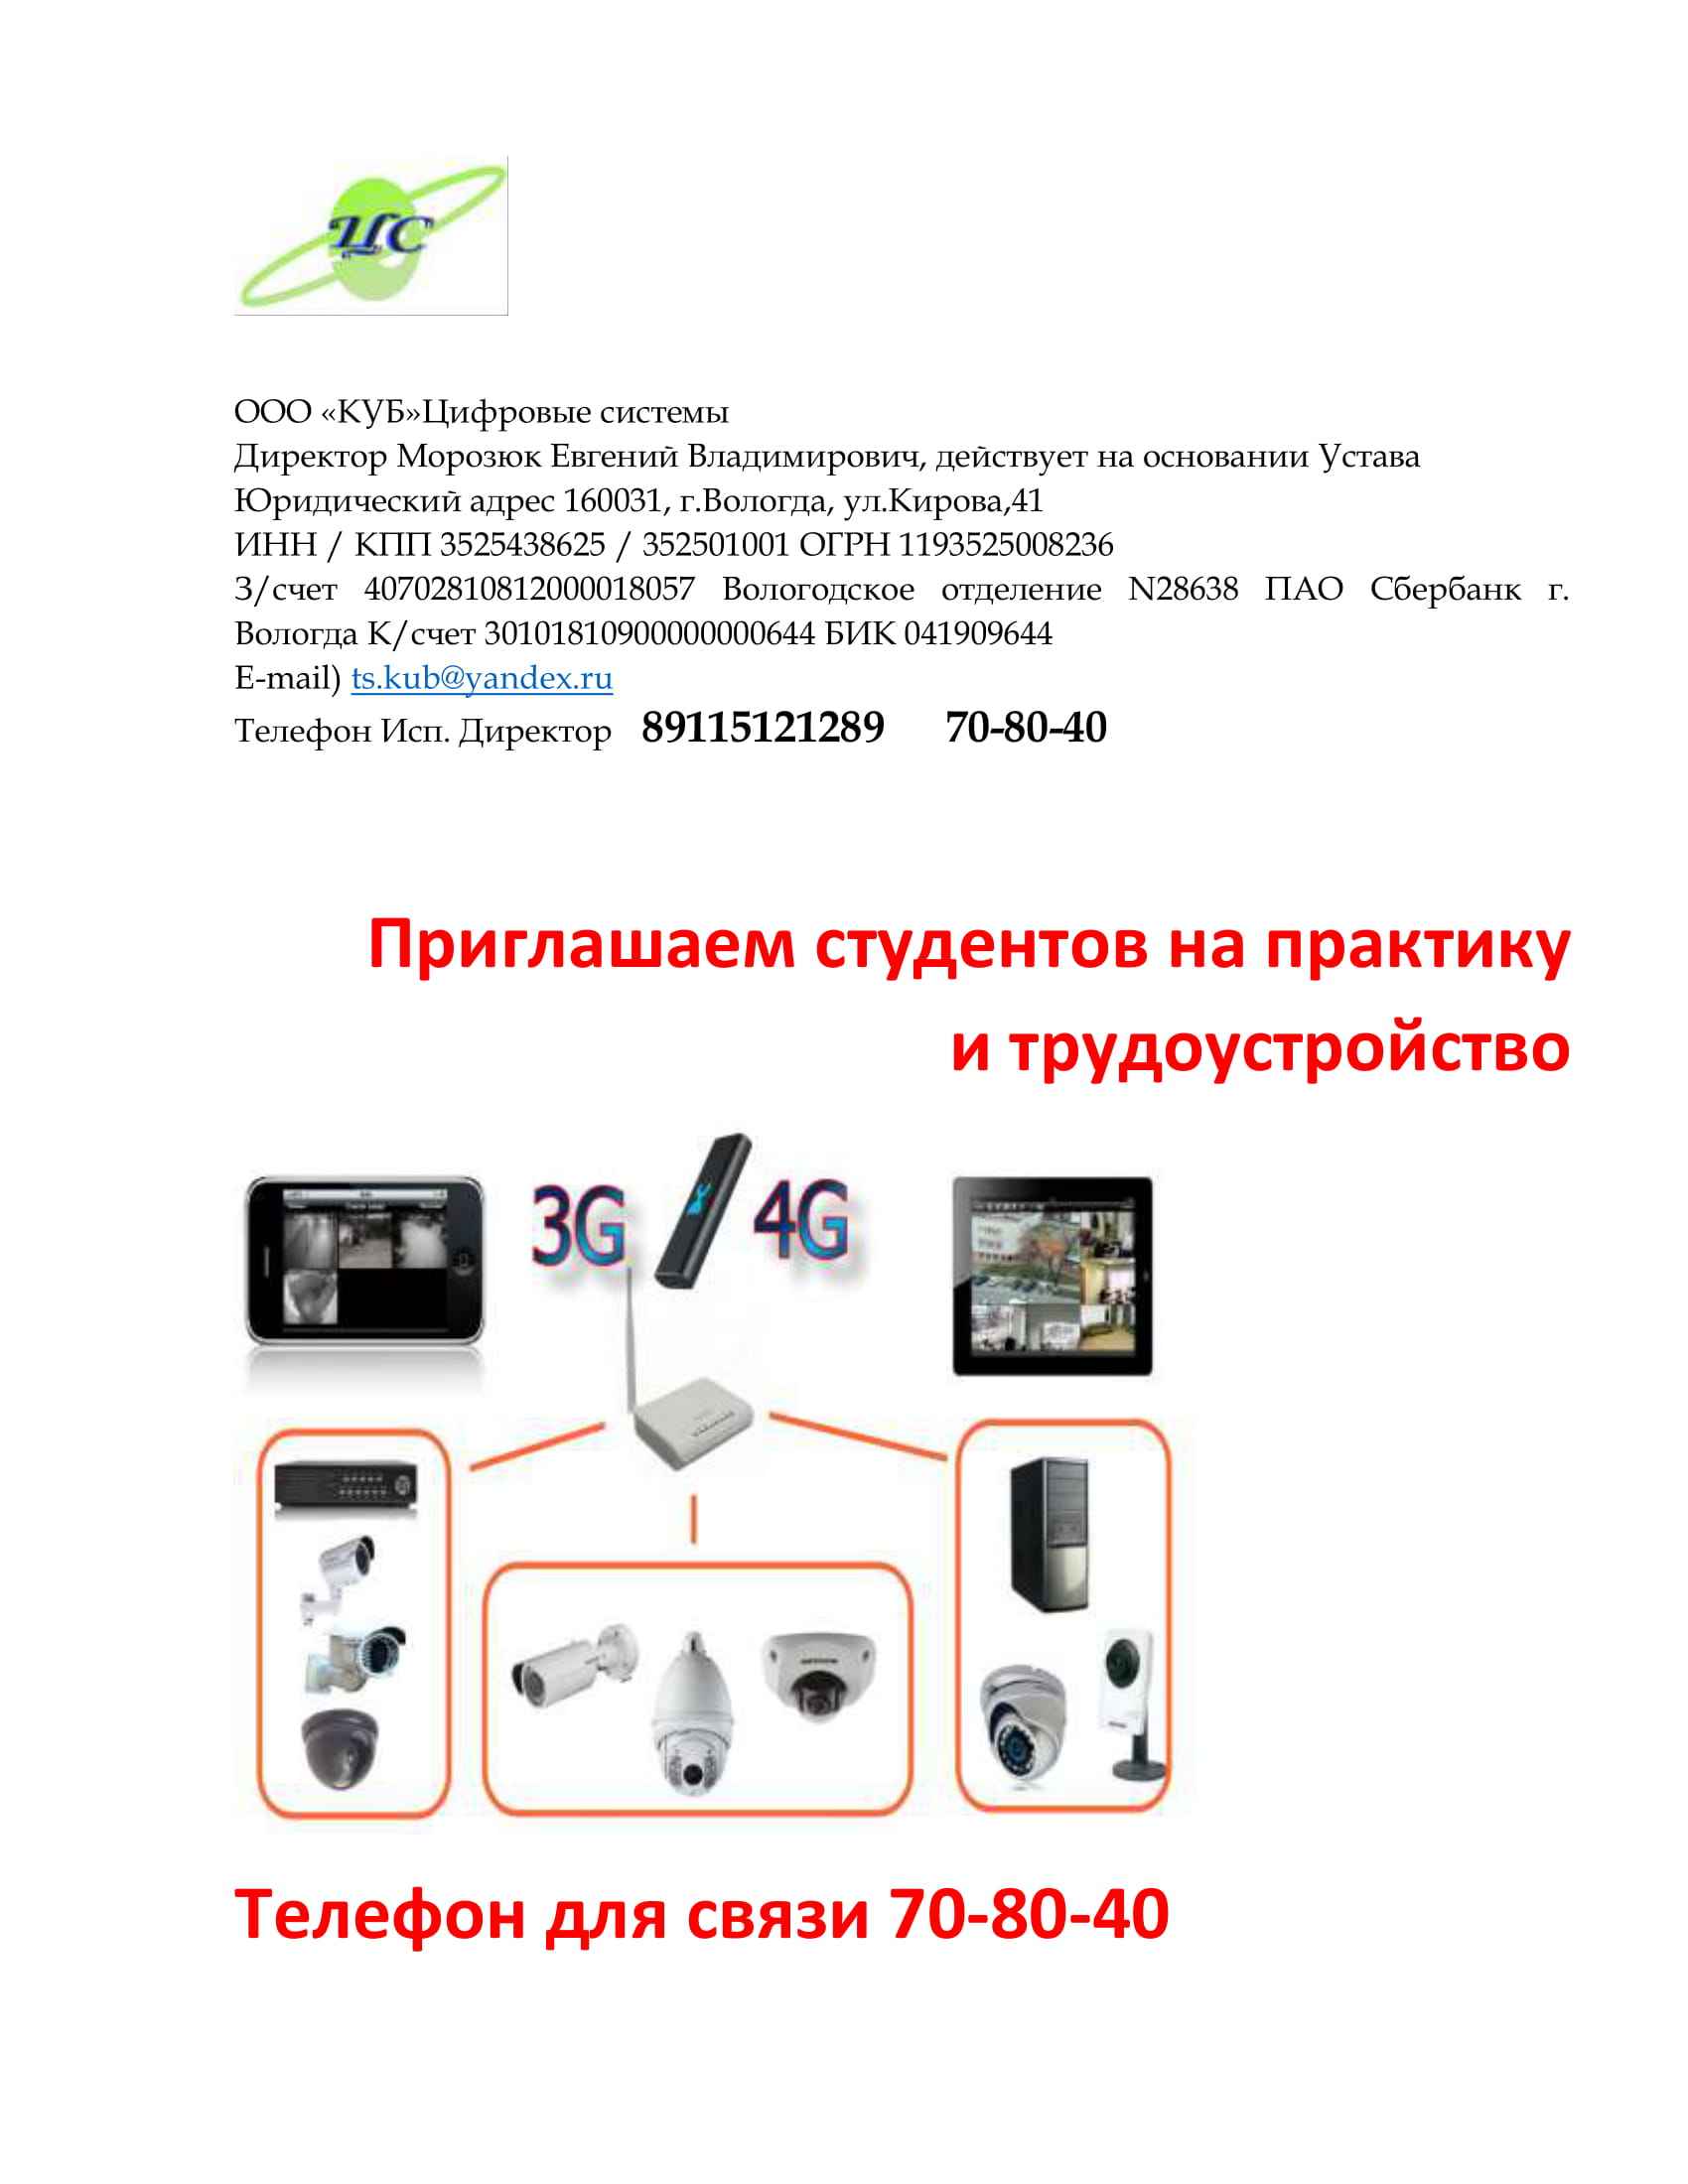 ЦС
ООО «КУБ»Цифровые системы
Директор Морозюк Евгений Владимирович, действует на основании Устава
Юридический адрес 160031, г.Вологда, ул.Кирова,41
ИНН / КПП 3525438625 / 352501001 ОГРН 1193525008236
З/счет 40702810812000018057 Вологодское отделение N28638 ПАО Сбербанк г.
Вологда К/счет 30101810900000000644 БИК 041909644
E-mail) ts.kub@yandex.ru
Телефон Исп. Директор 89115121289 70-80-40
Приглашаем студентов на практику
и трудоустройство
3G 4G
Телефон для связи 70-80-40